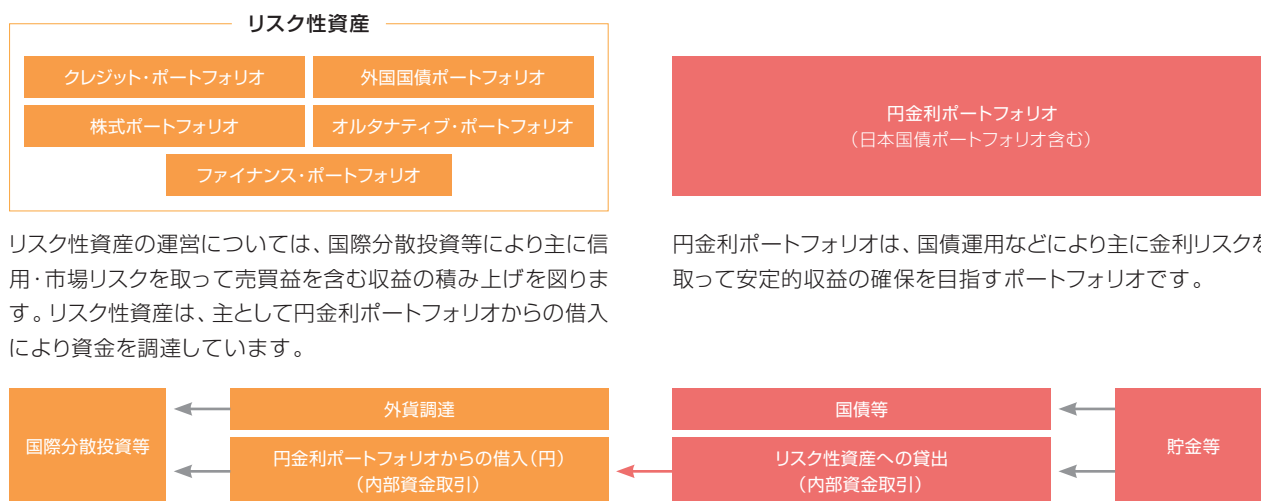 リスク性資産
クレジット・ポートフォリオ
外国国債ポートフォリオ
株式ポートフォリオ
オルタナティブ・ポートフォリオ
ファイナンス・ポートフォリオ
リスク性資産の運営については、国際分散投資等により主に信
用・市場リスクを取って売買益を含む収益の積み上げを図りま
す。リスク性資産は、主として円金利ポートフォリオからの借入
により資金を調達しています。
円金利ポートフォリオ
（日本国債ポートフォリオ含む）
円金利ポートフォリオは、国債運用などにより主に金利リスクを
取って安定的収益の確保を目指すポートフォリオです。
国際分散投資等
外貨調達
円金利ポートフォリオからの借入（円）
（内部資金取引）
国債等
リスク性資産への貸出
（内部資金取引）
貯金等